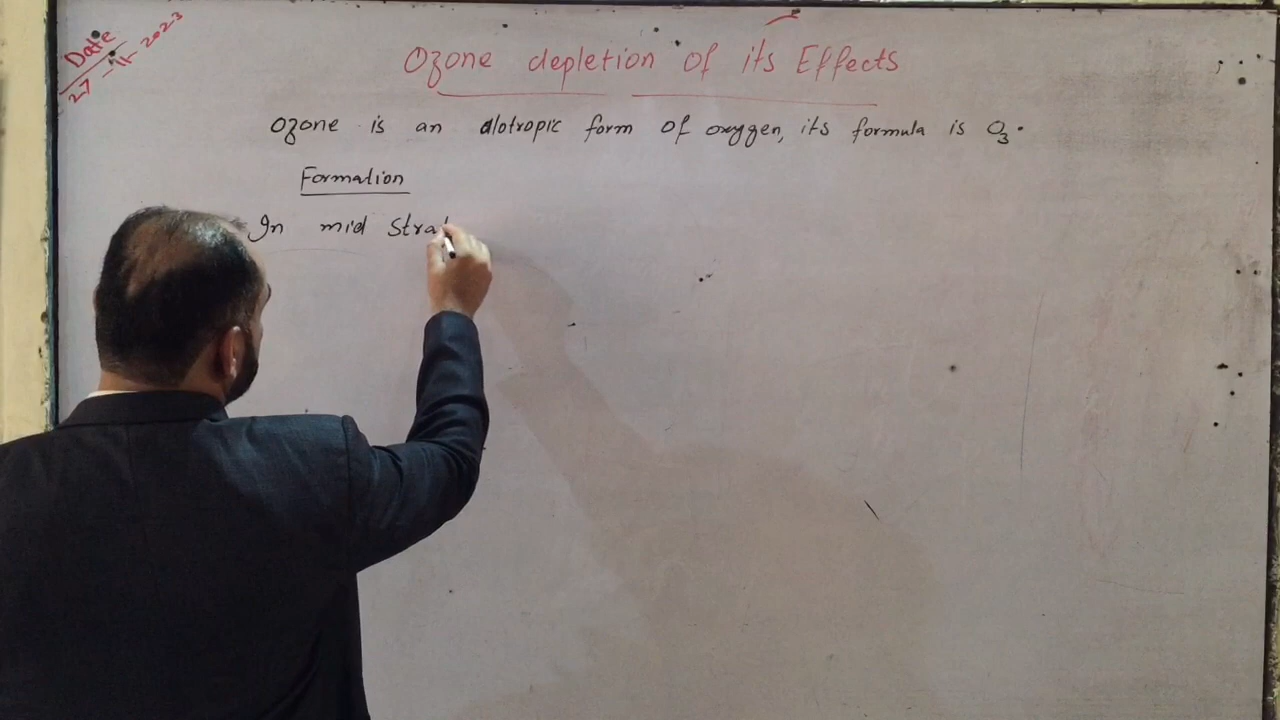 Date
27-11-2023
Ozone depletion of its Effects
Ozone is an alotropic form of oxygen, its formula is O₃.
Formation
In mid Strat